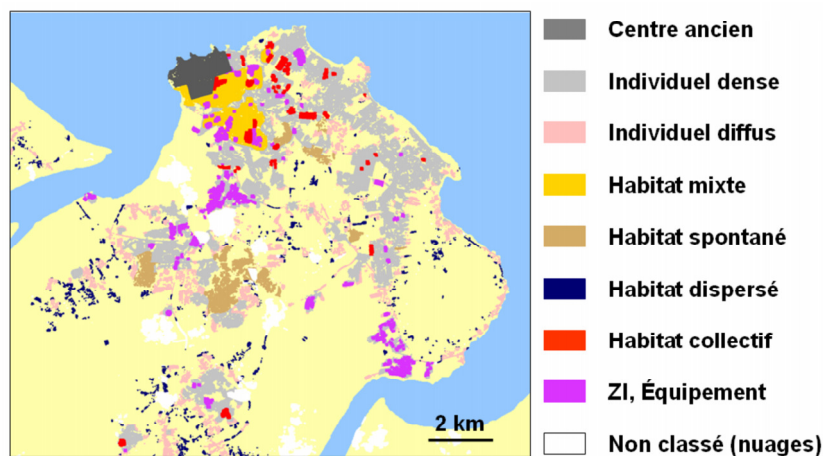 Centre ancien
Individuel dense
Individuel diffus
Habitat mixte
Habitat spontané
Habitat dispersé
Habitat collectif
ZI, Équipement
2 km
Non classé (nuages)